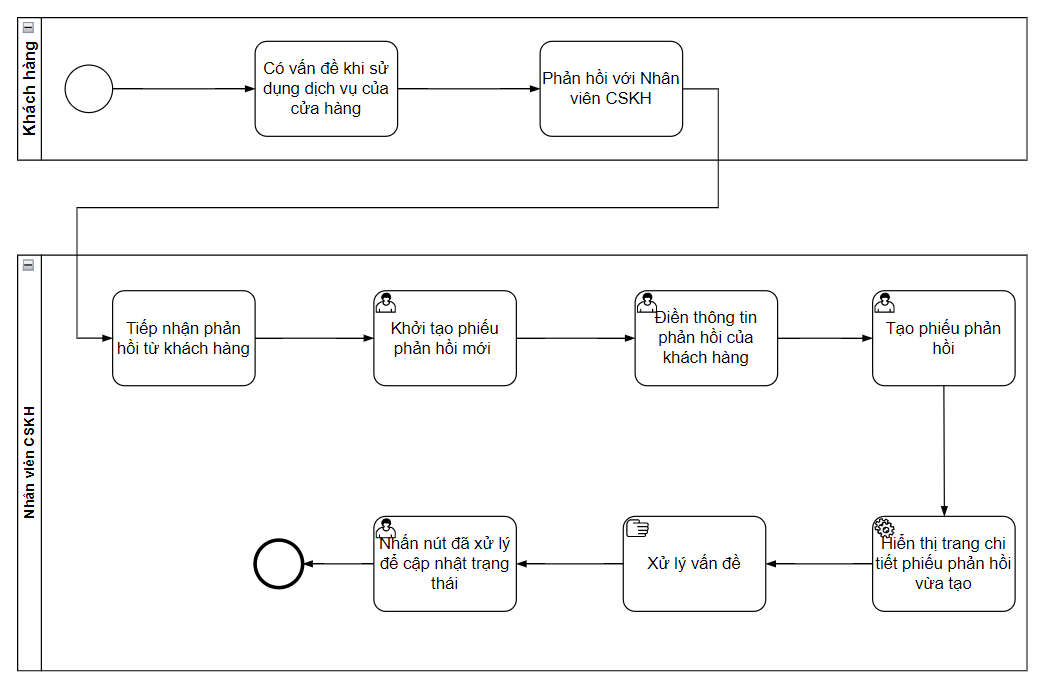 Khách hàng
Có vấn đề khi sử
dụng dịch vụ của
cửa hàng
Phản hồi với Nhân
viên CSKH
Nhân viên CSKH
Tiếp nhận phản
hồi từ khách hàng
Khởi tạo phiếu
phản hồi mới
Điền thông tin
phản hồi của
khách hàng
Tạo phiếu phản
hồi
Hiển thị trang chi
tiết phiếu phản hồi
vừa tạo
Xử lý vấn đề
Nhấn nút đã xử lý
để cập nhật trạng
thái